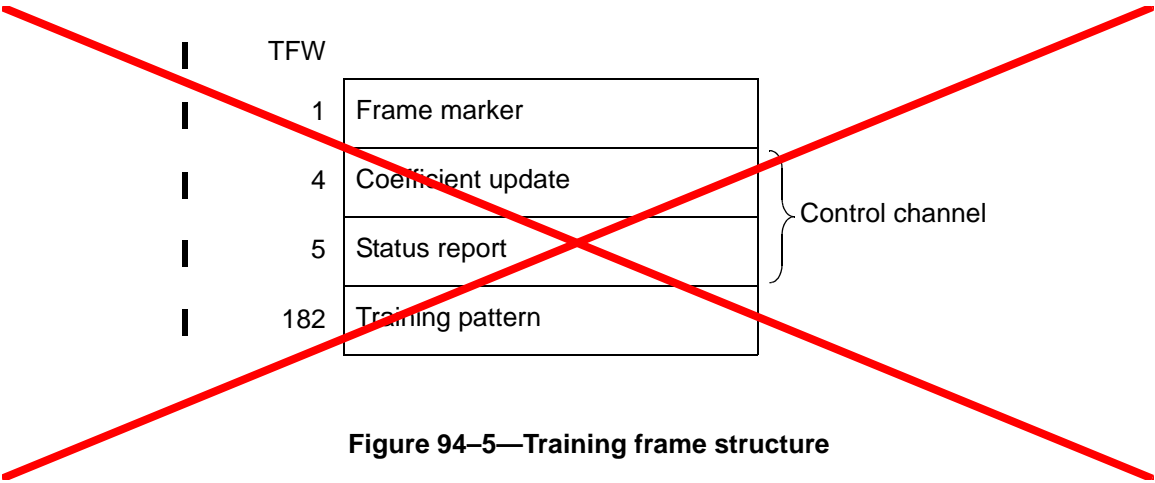 TFW
1 Frame marker
4 Coefficient update
Control channel
5 Status report
182 Training pattern
Figure 94–5—Training frame structure